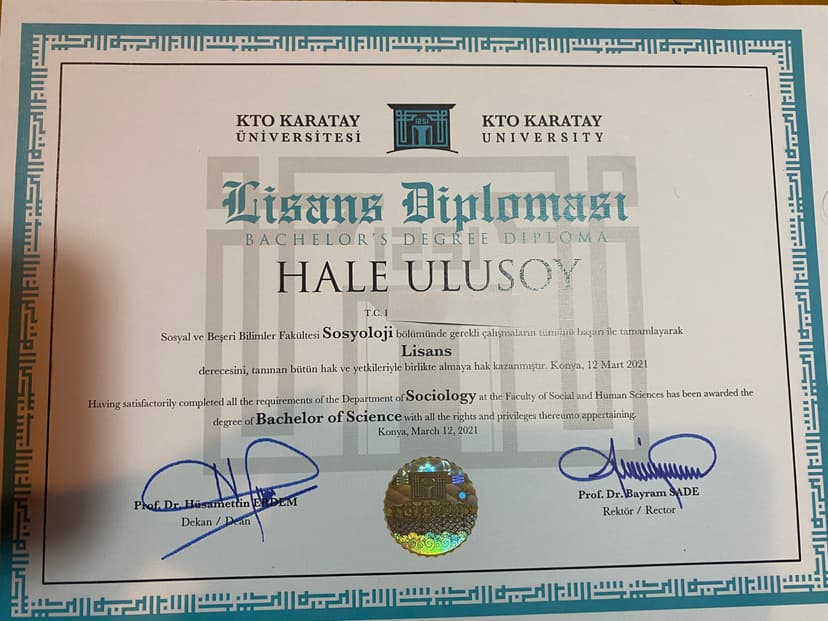 KTO KARATAY
ÜNİVERSİTESİ
1251
KTO KARATAY
UNIVERSITY
Lisans Diploması
BACHELOR'S DEGREE DIPLOMA
HALE ULUSOY
T.C.
Sosyal ve Beşeri Bilimler Fakültesi Sosyoloji bölümünde gerekli çalışmaların tümünü başarı ile tamamlayarak
Lisans
derecesini, tanınan bütün hak ve yetkileriyle birlikte almaya hak kazanmıştır. Konya, 12 Mart 2021
Having satisfactorily completed all the requirements of the Department of Sociology at the Faculty of Social and Human Sciences has been awarded the
degree of Bachelor of Science with all the rights and privileges thereunto appertaining.
Konya, March 12, 2021
Prof. Dr. Hüsamettin ERDEM
Dekan / Dean
Prof. Dr. Bayram SADE
Rektör / Rector